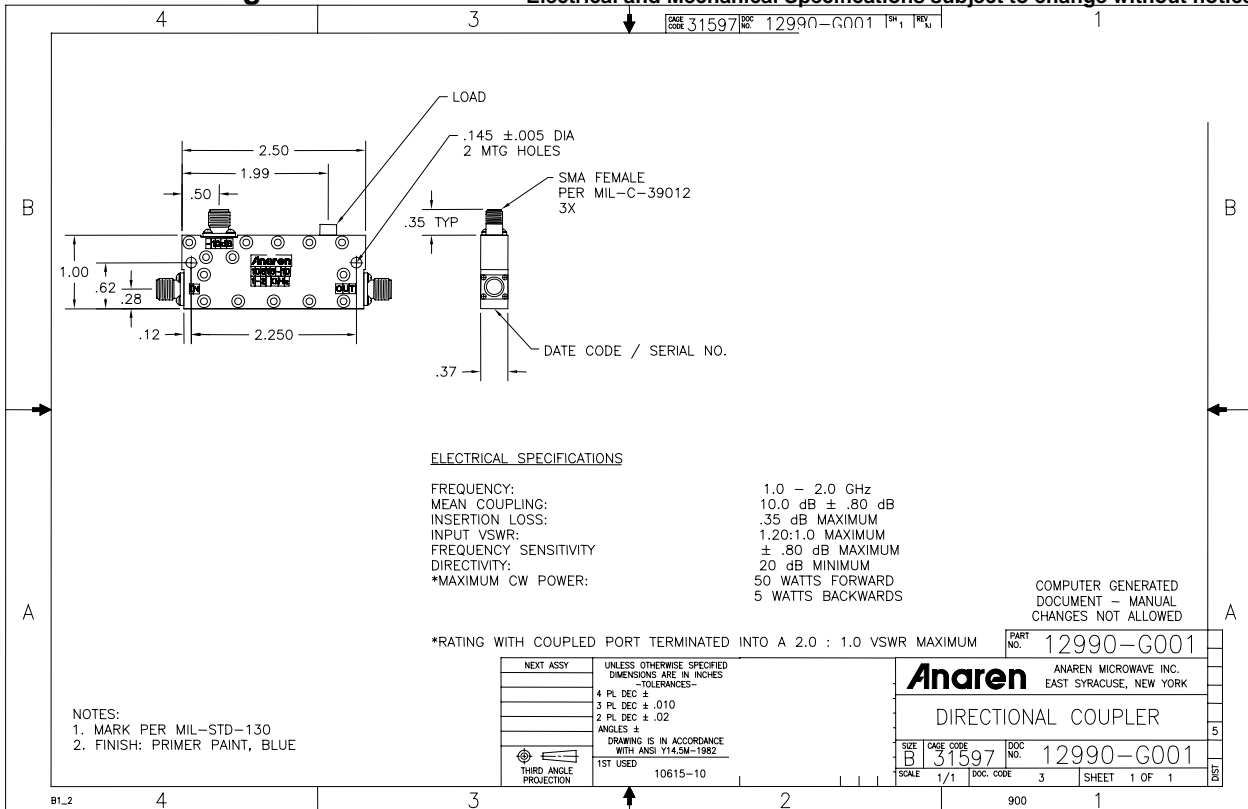 Electrical and Mechanical Specifications subject to change without notice
4
3
CAGE CODE 31597 DOC NO. 12990-G001 SH 1 REV
1
LOAD
.145 ±.005 DIA
2 MTG HOLES
2.50
1.99
.50
SMA FEMALE
PER MIL-C-39012
3X
.35 TYP
B
B
-10dB
Anaren
1.00
.62
.28
IN
OUT
.12
2.250
DATE CODE / SERIAL NO.
.37
ELECTRICAL SPECIFICATIONS
FREQUENCY: 1.0 - 2.0 GHz
MEAN COUPLING: 10.0 dB ± .80 dB
INSERTION LOSS: .35 dB MAXIMUM
INPUT VSWR: 1.20:1.0 MAXIMUM
FREQUENCY SENSITIVITY ± .80 dB MAXIMUM
DIRECTIVITY: 20 dB MINIMUM
*MAXIMUM CW POWER: 50 WATTS FORWARD
5 WATTS BACKWARDS
A
A
COMPUTER GENERATED
DOCUMENT - MANUAL
CHANGES NOT ALLOWED
*RATING WITH COUPLED PORT TERMINATED INTO A 2.0 : 1.0 VSWR MAXIMUM
PART NO. 12990-G001
NEXT ASSY
UNLESS OTHERWISE SPECIFIED
DIMENSIONS ARE IN INCHES
-TOLERANCES-
4 PL DEC ±
3 PL DEC ± .010
2 PL DEC ± .02
ANGLES ±
DRAWING IS IN ACCORDANCE
WITH ANSI Y14.5M-1982
1ST USED
10615-10
THIRD ANGLE
PROJECTION
Anaren
ANAREN MICROWAVE INC.
EAST SYRACUSE, NEW YORK
DIRECTIONAL COUPLER
SIZE B CAGE CODE 31597 DOC NO. 12990-G001
SCALE 1/1 DOC. CODE 3 SHEET 1 OF 1
5
DIST
NOTES:
1. MARK PER MIL-STD-130
2. FINISH: PRIMER PAINT, BLUE
B1_2
4
3
2
900
1